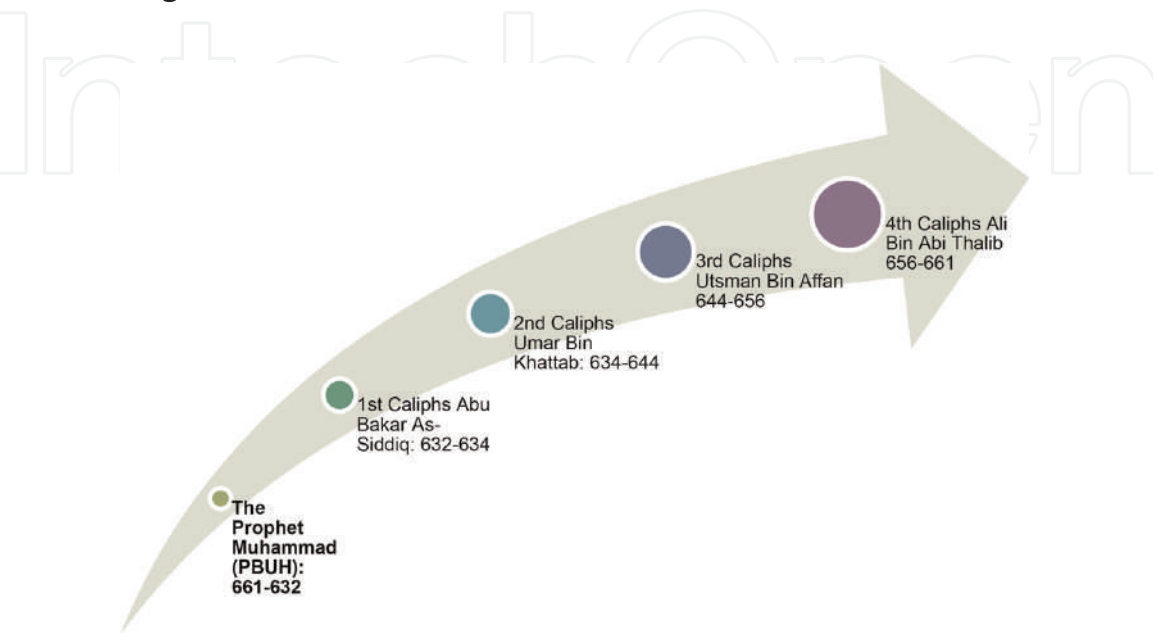 IntechOpen
The
Prophet
Muhammad
(PBUH):
661-632
1st Caliphs Abu
Bakar As-
Siddiq: 632-634
2nd Caliphs
Umar Bin
Khattab: 634-644
3rd Caliphs
Utsman Bin Affan
644-656
4th Caliphs Ali
Bin Abi Thalib
656-661